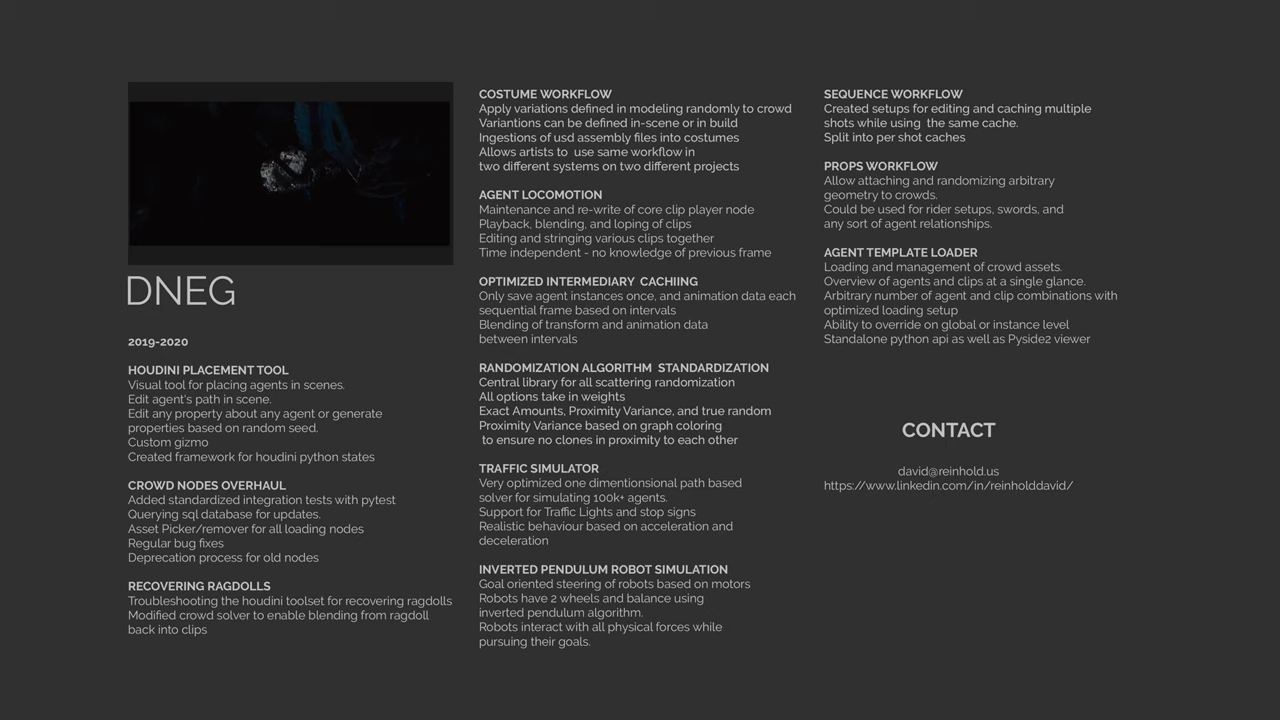 DNEG
2019-2020
HOUDINI PLACEMENT TOOL
Visual tool for placing agents in scenes.
Edit agent's path in scene.
Edit any property about any agent or generate
properties based on random seed.
Custom gizmo
Created framework for houdini python states
CROWD NODES OVERHAUL
Added standardized integration tests with pytest
Querying sql database for updates.
Asset Picker/remover for all loading nodes
Regular bug fixes
Deprecation process for old nodes
RECOVERING RAGDOLLS
Troubleshooting the houdini toolset for recovering ragdolls
Modified crowd solver to enable blending from ragdoll
back into clips
COSTUME WORKFLOW
Apply variations defined in modeling randomly to crowd
Variantions can be defined in-scene or in build
Ingestions of usd assembly files into costumes
Allows artists to  use same workflow in
two different systems on two different projects
AGENT LOCOMOTION
Maintenance and re-write of core clip player node
Playback, blending, and loping of clips
Editing and stringing various clips together
Time independent - no knowledge of previous frame
OPTIMIZED INTERMEDIARY  CACHIING
Only save agent instances once, and animation data each
sequential frame based on intervals
Blending of transform and animation data
between intervals
RANDOMIZATION ALGORITHM  STANDARDIZATION
Central library for all scattering randomization
All options take in weights
Exact Amounts, Proximity Variance, and true random
Proximity Variance based on graph coloring
to ensure no clones in proximity to each other
TRAFFIC SIMULATOR
Very optimized one dimentionsional path based
solver for simulating 100k+ agents.
Support for Traffic Lights and stop signs
Realistic behaviour based on acceleration and
deceleration
INVERTED PENDULUM ROBOT SIMULATION
Goal oriented steering of robots based on motors
Robots have 2 wheels and balance using
inverted pendulum algorithm.
Robots interact with all physical forces while
pursuing their goals.
SEQUENCE WORKFLOW
Created setups for editing and caching multiple
shots while using  the same cache.
Split into per shot caches
PROPS WORKFLOW
Allow attaching and randomizing arbitrary
geometry to crowds.
Could be used for rider setups, swords, and
any sort of agent relationships.
AGENT TEMPLATE LOADER
Loading and management of crowd assets.
Overview of agents and clips at a single glance.
Arbitrary number of agent and clip combinations with
optimized loading setup
Ability to override on global or instance level
Standalone python api as well as Pyside2 viewer
CONTACT
david@reinhold.us
https://www.linkedin.com/in/reinholddavid/